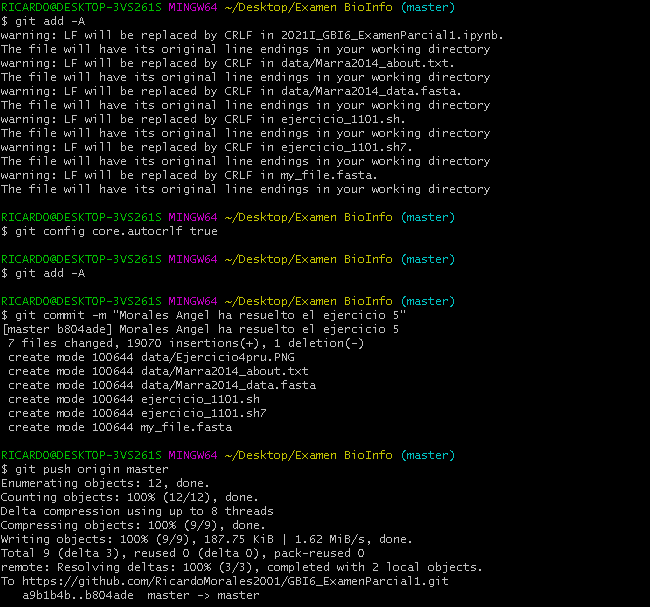 RICARDO@DESKTOP-3VS261S MINGW64 ~/Desktop/Examen BioInfo (master)
$ git add -A
warning: LF will be replaced by CRLF in 2021I_GBI6_ExamenParcial1.ipynb.
The file will have its original line endings in your working directory
warning: LF will be replaced by CRLF in data/Marra2014_about.txt.
The file will have its original line endings in your working directory
warning: LF will be replaced by CRLF in data/Marra2014_data.fasta.
The file will have its original line endings in your working directory
warning: LF will be replaced by CRLF in ejercicio_1101.sh.
The file will have its original line endings in your working directory
warning: LF will be replaced by CRLF in ejercicio_1101.sh7.
The file will have its original line endings in your working directory
warning: LF will be replaced by CRLF in my_file.fasta.
The file will have its original line endings in your working directory
RICARDO@DESKTOP-3VS261S MINGW64 ~/Desktop/Examen BioInfo (master)
$ git config core.autocrlf true
RICARDO@DESKTOP-3VS261S MINGW64 ~/Desktop/Examen BioInfo (master)
$ git add -A
RICARDO@DESKTOP-3VS261S MINGW64 ~/Desktop/Examen BioInfo (master)
$ git commit -m "Morales Angel ha resuelto el ejercicio 5"
[master b804ade] Morales Angel ha resuelto el ejercicio 5
7 files changed, 19070 insertions(+), 1 deletion(-)
create mode 100644 data/Ejercicio4pru.PNG
create mode 100644 data/Marra2014_about.txt
create mode 100644 data/Marra2014_data.fasta
create mode 100644 ejercicio_1101.sh
create mode 100644 ejercicio_1101.sh7
create mode 100644 my_file.fasta
RICARDO@DESKTOP-3VS261S MINGW64 ~/Desktop/Examen BioInfo (master)
$ git push origin master
Enumerating objects: 12, done.
Counting objects: 100% (12/12), done.
Delta compression using up to 8 threads
Compressing objects: 100% (9/9), done.
Writing objects: 100% (9/9), 187.75 KiB | 1.62 MiB/s, done.
Total 9 (delta 3), reused 0 (delta 0), pack-reused 0
remote: Resolving deltas: 100% (3/3), completed with 2 local objects.
To https://github.com/RicardoMorales2001/GBI6_ExamenParcial1.git
a9b1b4b..b804ade  master -> master